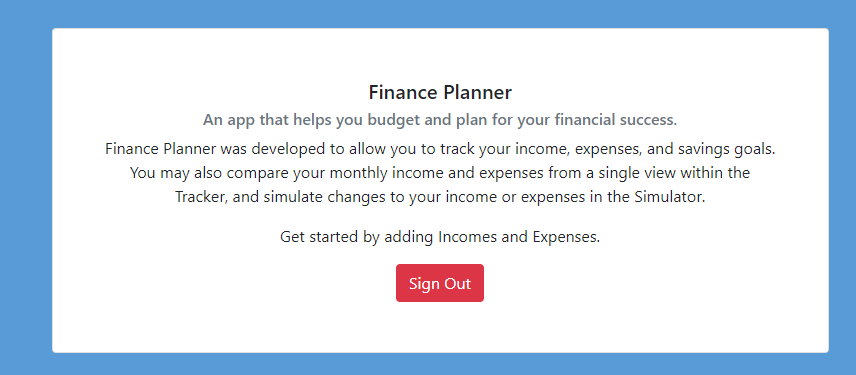 Finance Planner
An app that helps you budget and plan for your financial success.
Finance Planner was developed to allow you to track your income, expenses, and savings goals.
You may also compare your monthly income and expenses from a single view within the
Tracker, and simulate changes to your income or expenses in the Simulator.
Get started by adding Incomes and Expenses.
Sign Out